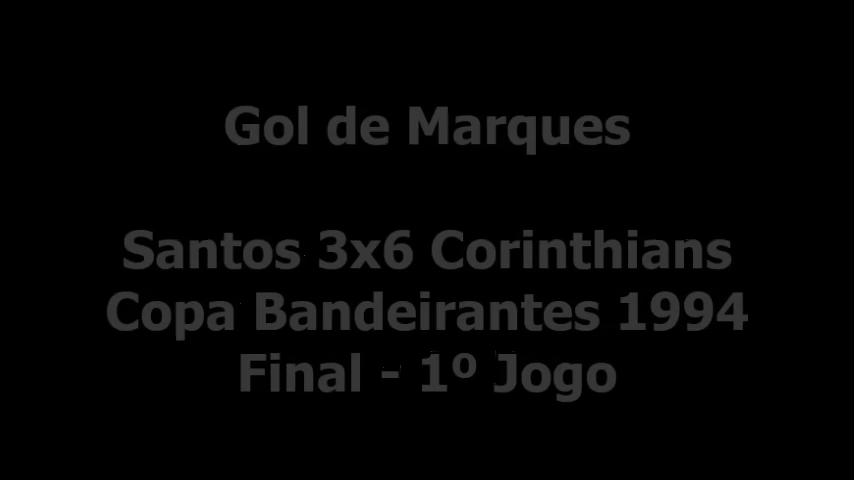 Gol de Marques
Santos 3x6 Corinthians
Copa Bandeirantes 1994
Final - 1º Jogo